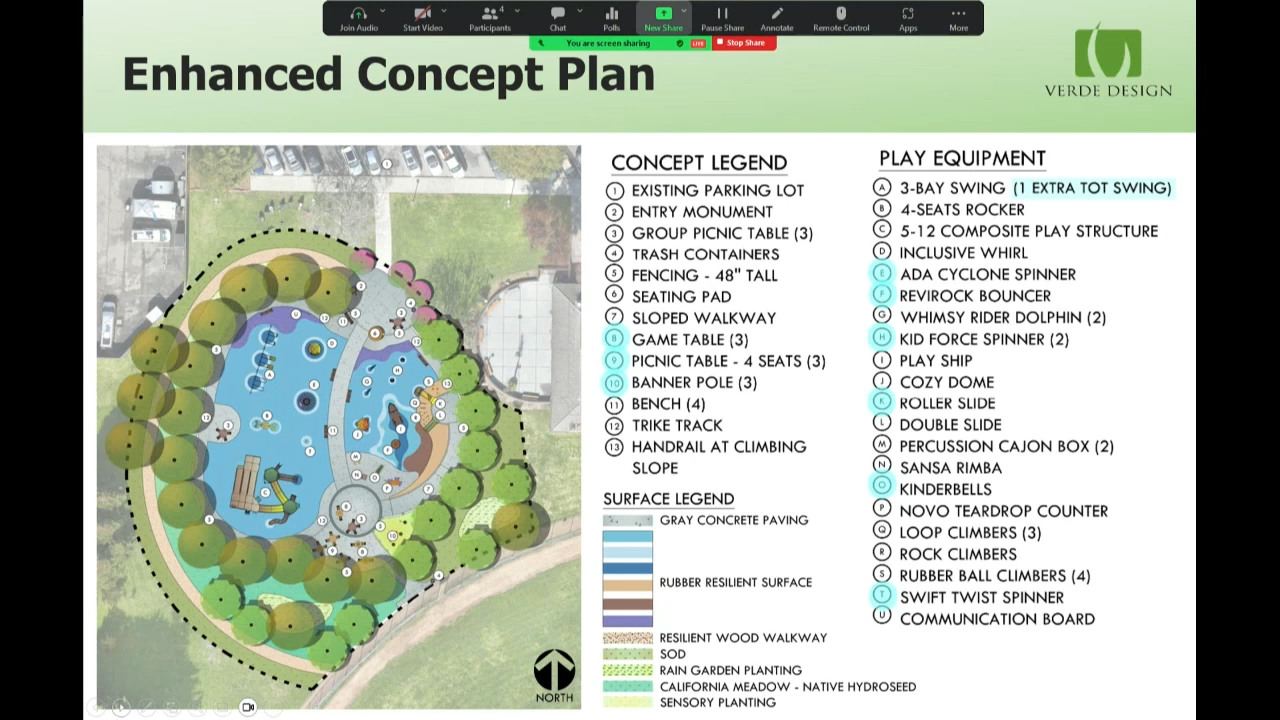 Join Audio
Start Video
Participants
4
Chat
Polls
New Share
Pause Share
Annotate
Remote Control
Apps
More
You are screen sharing
LIVE
Stop Share
Enhanced Concept Plan
VERDE DESIGN
CONCEPT LEGEND
1 EXISTING PARKING LOT
2 ENTRY MONUMENT
3 GROUP PICNIC TABLE (3)
4 TRASH CONTAINERS
5 FENCING - 48" TALL
6 SEATING PAD
7 SLOPED WALKWAY
8 GAME TABLE (3)
9 PICNIC TABLE - 4 SEATS (3)
10 BANNER POLE (3)
11 BENCH (4)
12 TRIKE TRACK
13 HANDRAIL AT CLIMBING
SLOPE
SURFACE LEGEND
GRAY CONCRETE PAVING
RUBBER RESILIENT SURFACE
RESILIENT WOOD WALKWAY
SOD
RAIN GARDEN PLANTING
CALIFORNIA MEADOW - NATIVE HYDROSEED
SENSORY PLANTING
PLAY EQUIPMENT
A 3-BAY SWING (1 EXTRA TOT SWING)
B 4-SEATS ROCKER
C 5-12 COMPOSITE PLAY STRUCTURE
D INCLUSIVE WHIRL
E ADA CYCLONE SPINNER
F REVIROCK BOUNCER
G WHIMSY RIDER DOLPHIN (2)
H KID FORCE SPINNER (2)
I PLAY SHIP
J COZY DOME
K ROLLER SLIDE
L DOUBLE SLIDE
M PERCUSSION CAJON BOX (2)
N SANSA RIMBA
O KINDERBELLS
P NOVO TEARDROP COUNTER
Q LOOP CLIMBERS (3)
R ROCK CLIMBERS
S RUBBER BALL CLIMBERS (4)
T SWIFT TWIST SPINNER
U COMMUNICATION BOARD
NORTH